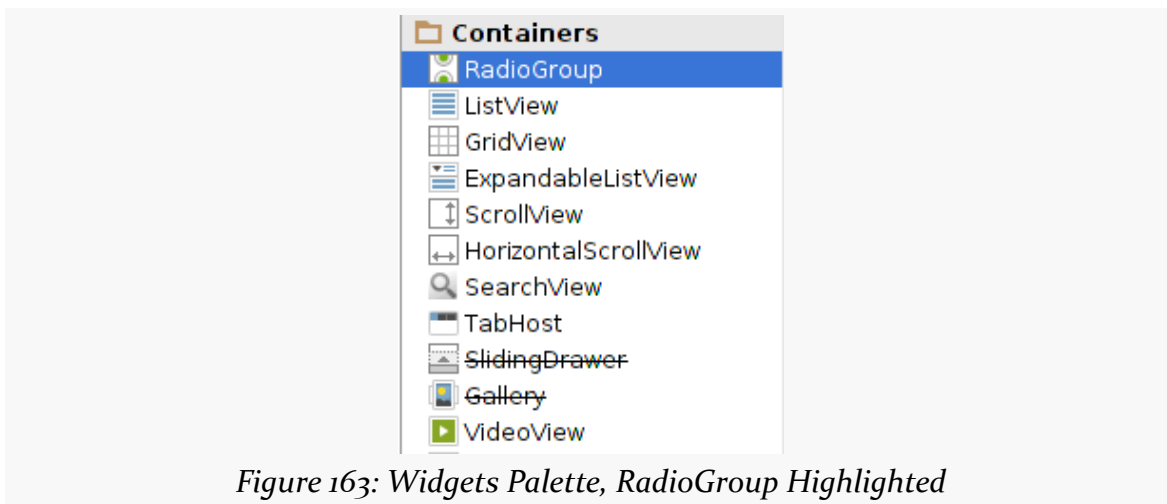 Containers
RadioGroup
ListView
GridView
ExpandableListView
ScrollView
HorizontalScrollView
SearchView
TabHost
SlidingDrawer
Gallery
VideoView
Figure 163: Widgets Palette, RadioGroup Highlighted